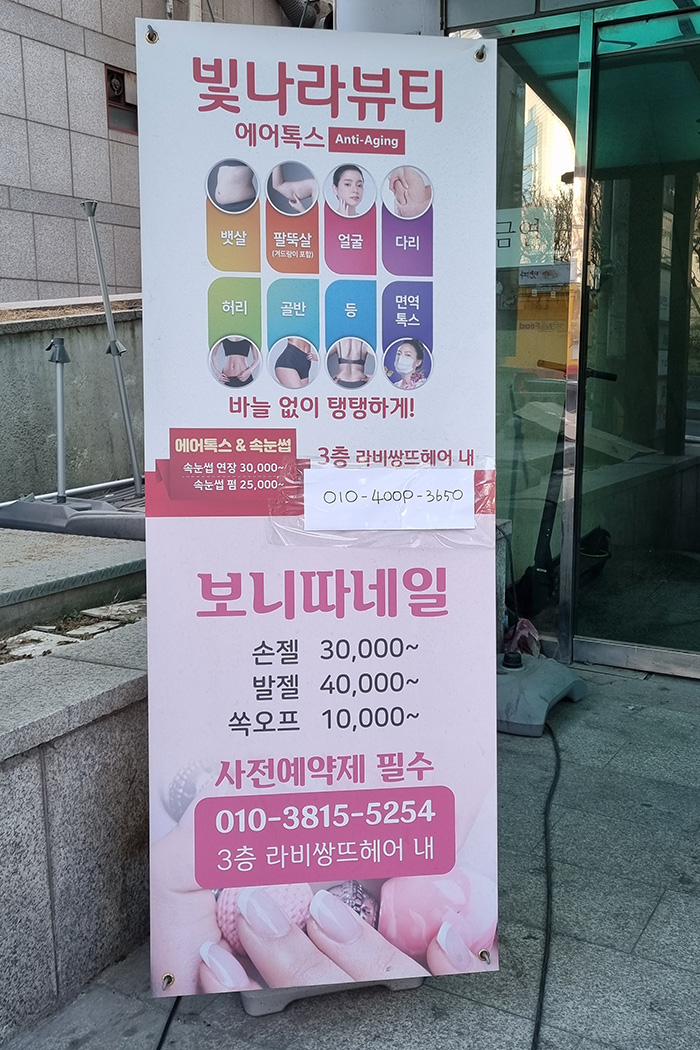 빛나라뷰티
에어톡스 Anti-Aging
뱃살 팔뚝살 얼굴 다리
(겨드랑이 포함)
허리 골반 등 면역
톡스
바늘 없이 탱탱하게!
에어톡스 & 속눈썹
속눈썹 연장 30,000~
속눈썹 펌 25,000~
3층 라비쌍뜨헤어 내
010-400P-3650
보니따네일
손젤 30,000~
발젤 40,000~
쏙오프 10,000~
사전예약제 필수
010-3815-5254
3층 라비쌍뜨헤어 내
금연